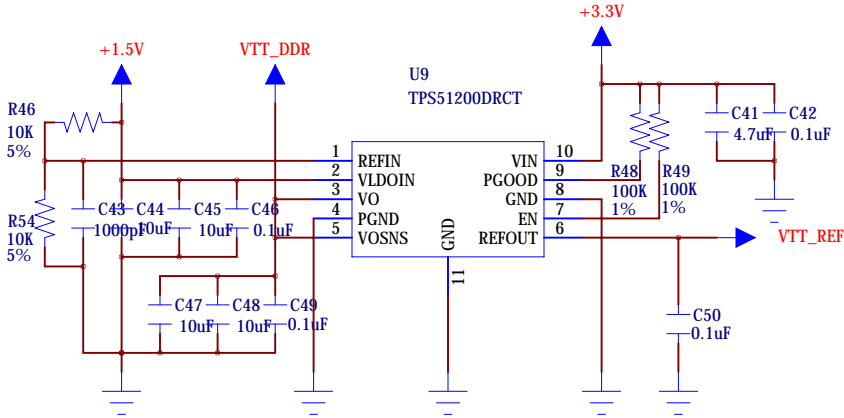 +3.3V
+1.5V
VTT_DDR
U9
TPS51200DRCT
R46
10K
5%
R54
10K
5%
1
2
3
4
5
REFIN
VLDOIN
VO
PGND
VOSNS
GND
11
VIN
PGOOD
GND
EN
REFOUT
10
9
8
7
6
R48
100K
1%
R49
100K
1%
C41
4.7uF
C42
0.1uF
C43
1000pF
C44
10uF
C45
10uF
C46
0.1uF
C47
10uF
C48
10uF
C49
0.1uF
VTT_REF
C50
0.1uF